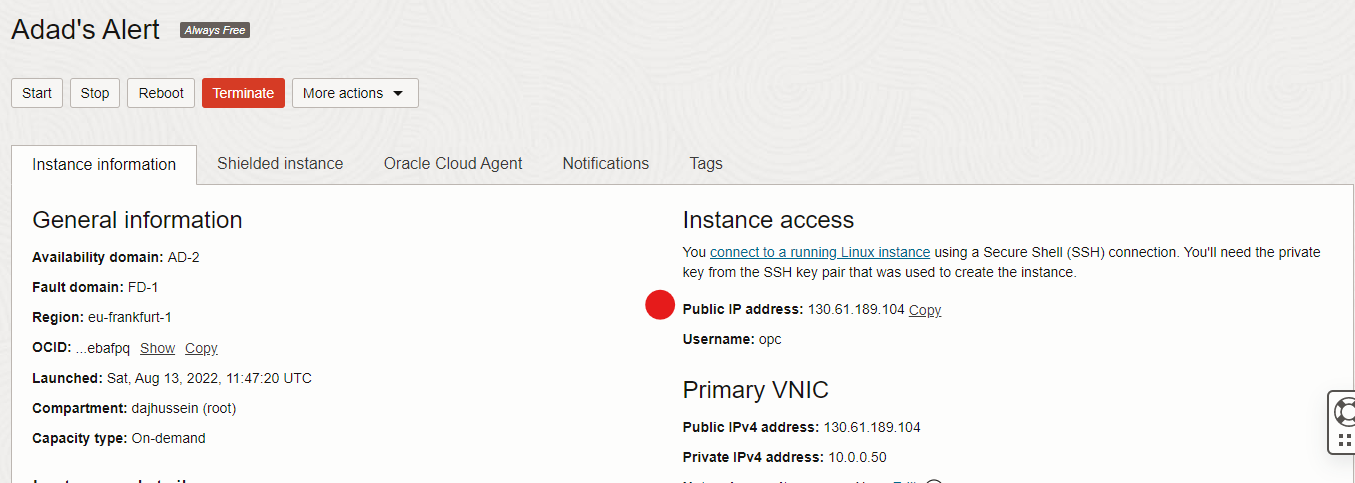 Adad's Alert
Always Free
Start Stop Reboot Terminate More actions
Instance information Shielded instance Oracle Cloud Agent Notifications Tags
General information
Availability domain: AD-2
Fault domain: FD-1
Region: eu-frankfurt-1
OCID: ...ebafpq Show Copy
Launched: Sat, Aug 13, 2022, 11:47:20 UTC
Compartment: dajhussein (root)
Capacity type: On-demand
Instance access
You connect to a running Linux instance using a Secure Shell (SSH) connection. You'll need the private
key from the SSH key pair that was used to create the instance.
Public IP address: 130.61.189.104 Copy
Username: opc
Primary VNIC
Public IPv4 address: 130.61.189.104
Private IPv4 address: 10.0.0.50